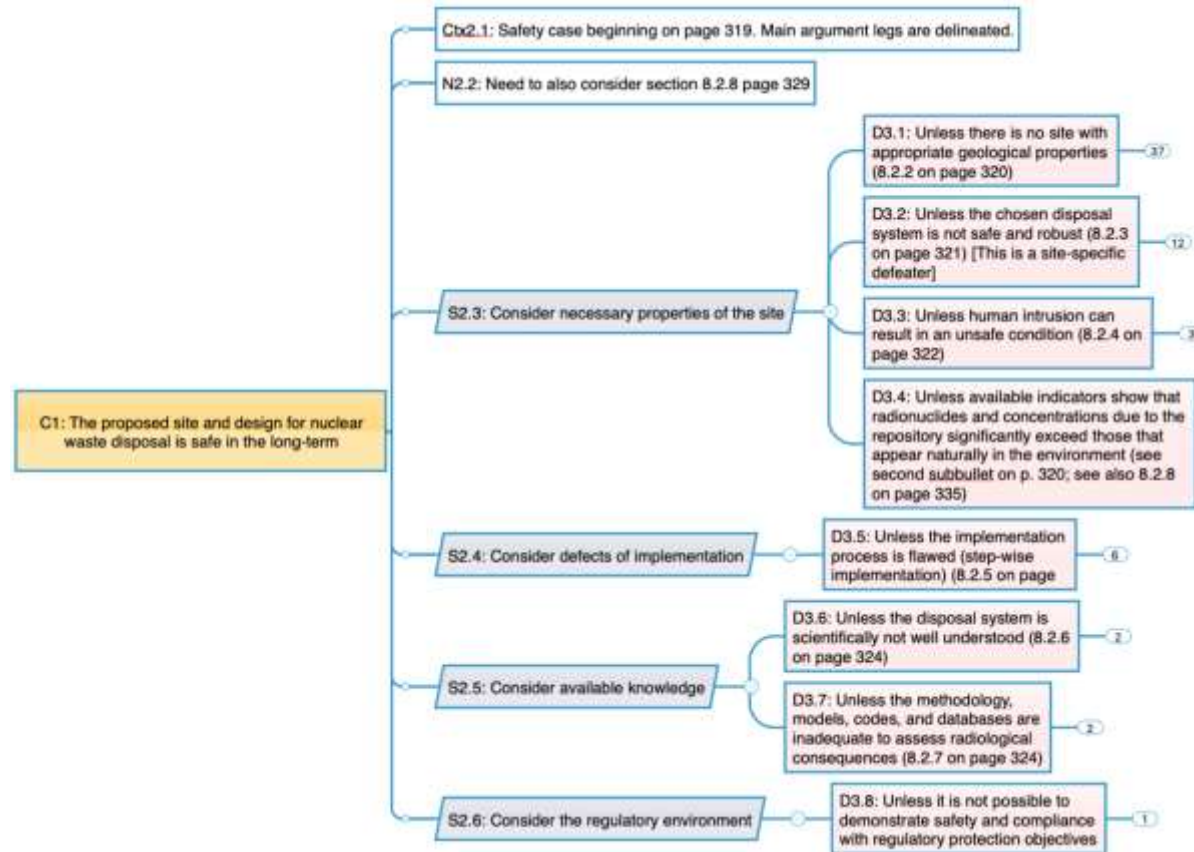 Ctx2.1: Safety case beginning on page 319. Main argument legs are delineated.
N2.2: Need to also consider section 8.2.8 page 329
D3.1: Unless there is no site with
appropriate geological properties
(8.2.2 on page 320)
37
D3.2: Unless the chosen disposal
system is not safe and robust (8.2.3
on page 321) [This is a site-specific
defeater]
12
S2.3: Consider necessary properties of the site
D3.3: Unless human intrusion can
result in an unsafe condition (8.2.4 on
page 322)
3
D3.4: Unless available indicators show that
radionuclides and concentrations due to the
repository significantly exceed those that
appear naturally in the environment (see
second subbullet on p. 320; see also 8.2.8
on page 335)
C1: The proposed site and design for nuclear
waste disposal is safe in the long-term
S2.4: Consider defects of implementation
D3.5: Unless the implementation
process is flawed (step-wise
implementation) (8.2.5 on page
6
S2.5: Consider available knowledge
D3.6: Unless the disposal system is
scientifically not well understood (8.2.6
on page 324)
2
D3.7: Unless the methodology,
models, codes, and databases are
inadequate to assess radiological
consequences (8.2.7 on page 324)
2
S2.6: Consider the regulatory environment
D3.8: Unless it is not possible to
demonstrate safety and compliance
with regulatory protection objectives
1